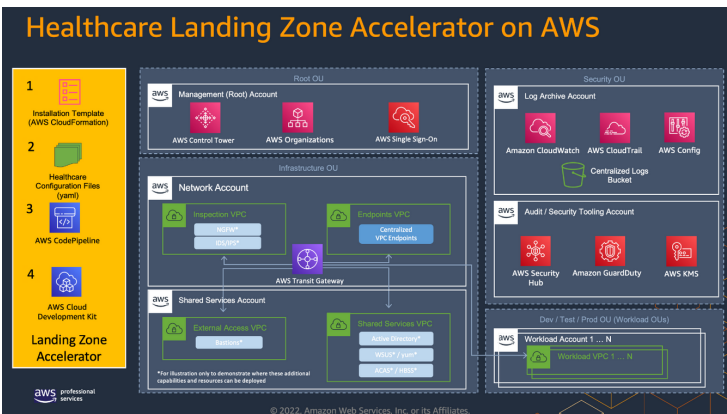 Healthcare Landing Zone Accelerator on AWS
1
Installation Template
(AWS CloudFormation)
2
Healthcare
Configuration Files
(yaml)
3
AWS CodePipeline
4
AWS Cloud
Development Kit
Landing Zone
Accelerator
aws professional
services
Root OU
aws
Management (Root) Account
AWS Control Tower
AWS Organizations
AWS Single Sign-On
Infrastructure OU
aws
Network Account
Inspection VPC
NGFW*
IDS/IPS*
Endpoints VPC
Centralized
VPC Endpoints
AWS Transit Gateway
aws
Shared Services Account
External Access VPC
Bastions*
Shared Services VPC
Active Directory*
WSUS* / yum*
ACAS* / HBSS*
*For illustration only to demonstrate where these additional
capabilities and resources can be deployed
Security OU
aws
Log Archive Account
Amazon CloudWatch
AWS CloudTrail
AWS Config
Centralized Logs
Bucket
aws
Audit / Security Tooling Account
AWS Security
Hub
Amazon GuardDuty
AWS KMS
Dev / Test / Prod OU (Workload OUs)
aws
Workload Account 1 ... N
Workload VPC 1 ... N
© 2022, Amazon Web Services, Inc. or its Affiliates.